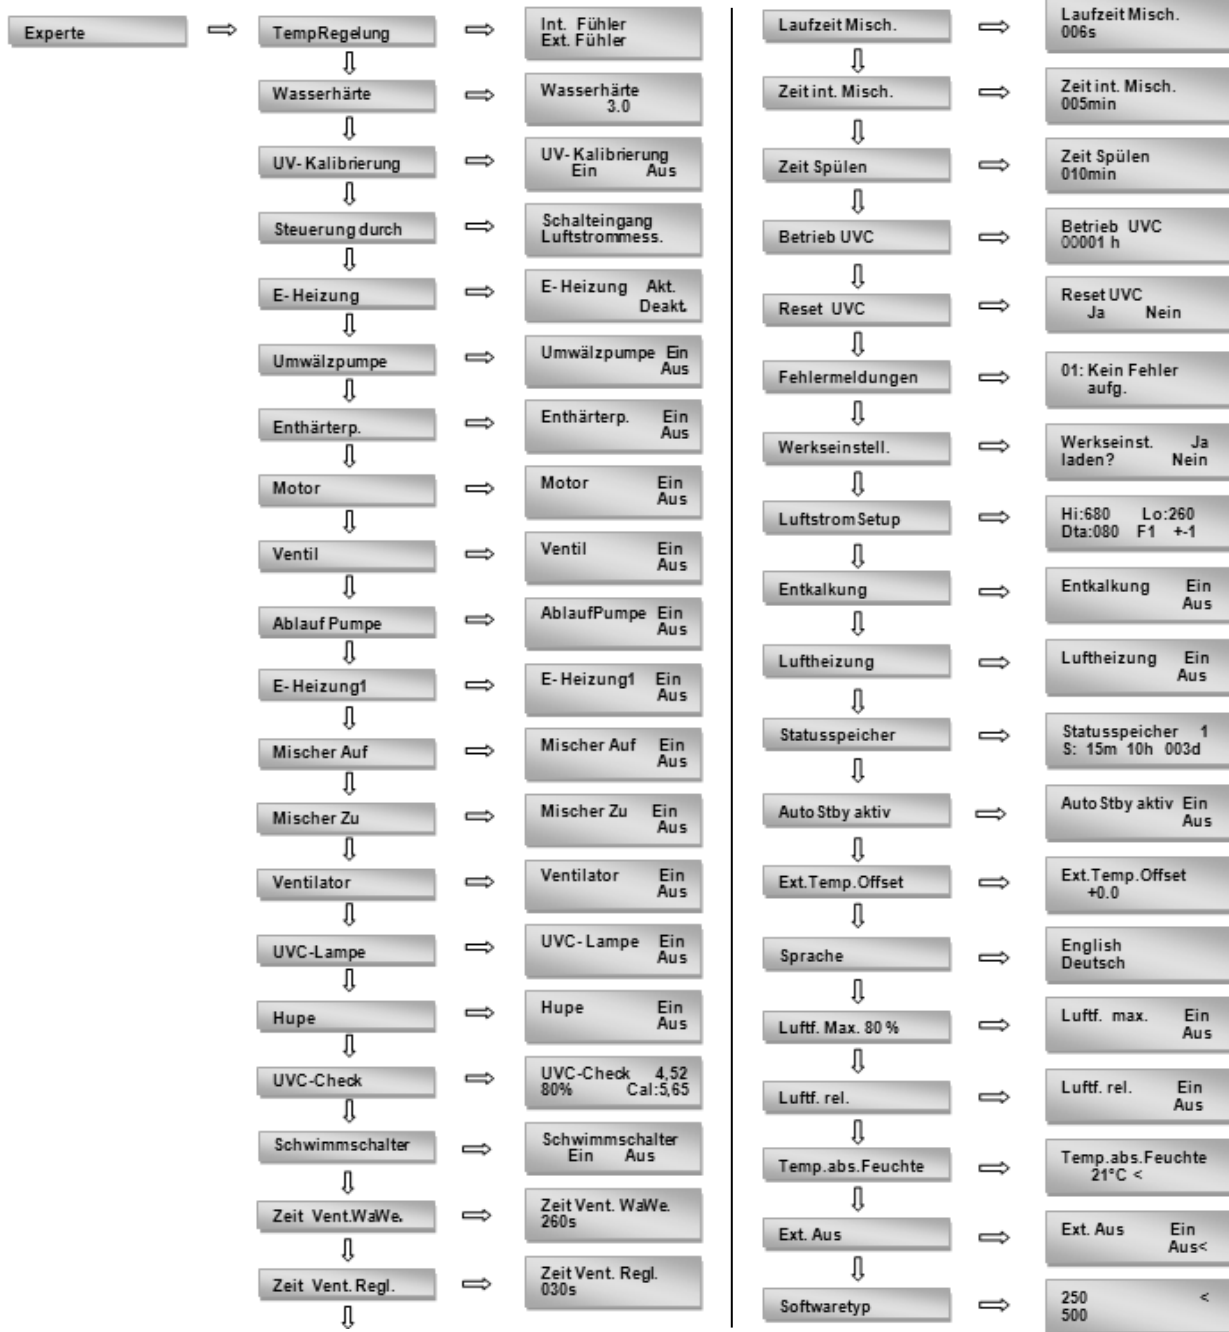 Experte
TempRegelung
Int. Fühler
Ext. Fühler
Wasserhärte
Wasserhärte
3.0
UV-Kalibrierung
UV-Kalibrierung
Ein Aus
Steuerung durch
Schalteingang
Luftstrommess.
E-Heizung
E-Heizung Akt.
Deakt.
Umwälzpumpe
Umwälzpumpe Ein
Aus
Enthärterp.
Enthärterp. Ein
Aus
Motor
Motor Ein
Aus
Ventil
Ventil Ein
Aus
Ablauf Pumpe
AblaufPumpe Ein
Aus
E-Heizung1
E-Heizung1 Ein
Aus
Mischer Auf
Mischer Auf Ein
Aus
Mischer Zu
Mischer Zu Ein
Aus
Ventilator
Ventilator Ein
Aus
UVC-Lampe
UVC-Lampe Ein
Aus
Hupe
Hupe Ein
Aus
UVC-Check
UVC-Check 4,52
80% Cal:5,65
Schwimmschalter
Schwimmschalter
Ein Aus
Zeit Vent.WaWe.
Zeit Vent. WaWe.
260s
Zeit Vent. Regl.
Zeit Vent. Regl.
030s
Laufzeit Misch.
Laufzeit Misch.
006s
Zeit int. Misch.
Zeit int. Misch.
005min
Zeit Spülen
Zeit Spülen
010min
Betrieb UVC
Betrieb UVC
00001 h
Reset UVC
Reset UVC
Ja Nein
Fehlermeldungen
01: Kein Fehler
aufg.
Werkseinstell.
Werkseinst. Ja
laden? Nein
Luftstrom Setup
Hi:680 Lo:260
Dta:080 F1 +-1
Entkalkung
Entkalkung Ein
Aus
Luftheizung
Luftheizung Ein
Aus
Statusspeicher
Statusspeicher 1
S: 15m 10h 003d
Auto Stby aktiv
Auto Stby aktiv Ein
Aus
Ext.Temp.Offset
Ext.Temp.Offset
+0.0
Sprache
English
Deutsch
Luftf. Max. 80 %
Luftf. max. Ein
Aus
Luftf. rel.
Luftf. rel. Ein
Aus
Temp.abs.Feuchte
Temp.abs.Feuchte
21°C <
Ext. Aus
Ext. Aus Ein
Aus<
Softwaretyp
250 <
500